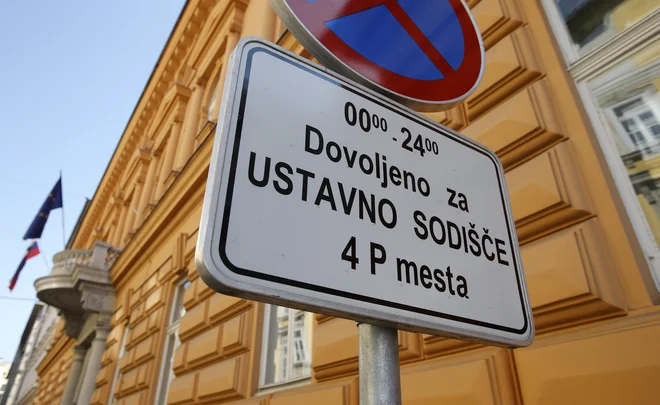 00⁰⁰ - 24⁰⁰
Dovoljeno za
USTAVNO SODIŠČE
4 P mesta